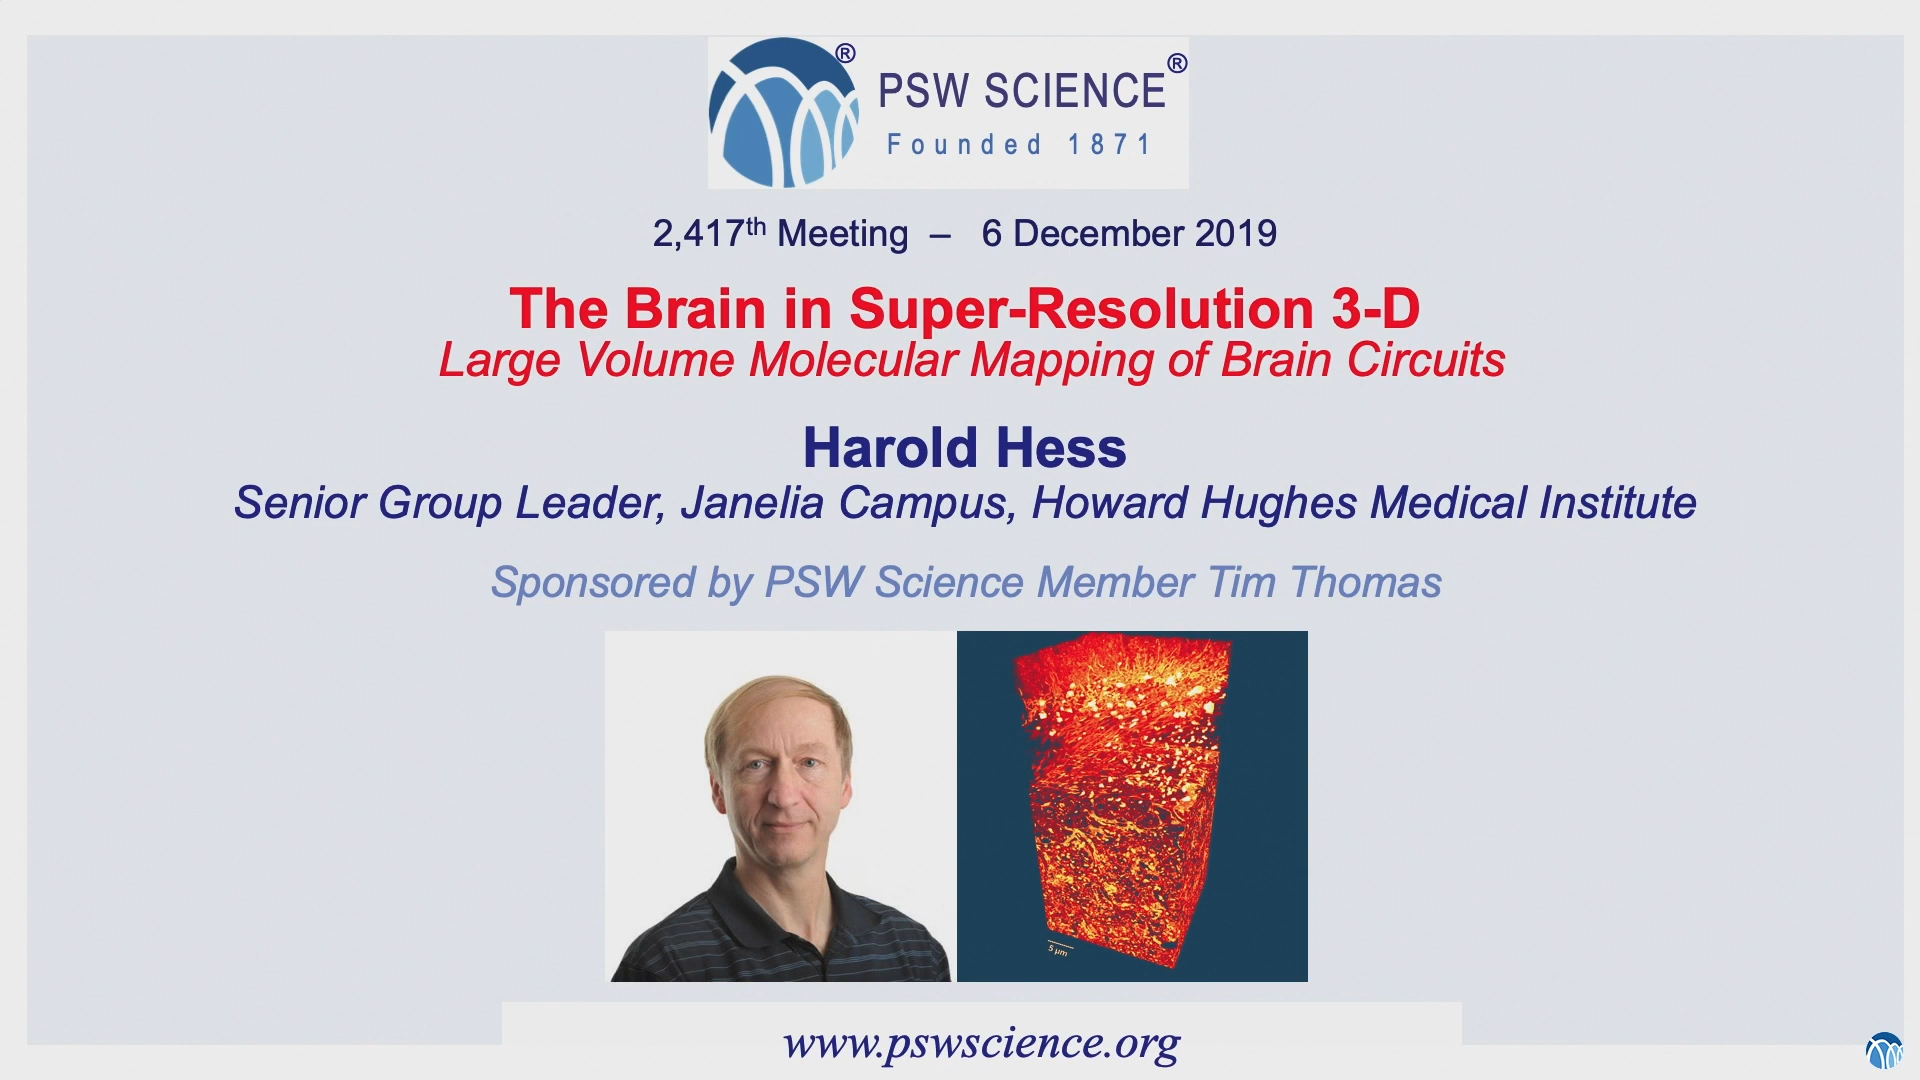 ®
PSW SCIENCE®
Founded 1871
2,417th Meeting – 6 December 2019
The Brain in Super-Resolution 3-D
Large Volume Molecular Mapping of Brain Circuits
Harold Hess
Senior Group Leader, Janelia Campus, Howard Hughes Medical Institute
Sponsored by PSW Science Member Tim Thomas
5 µm
www.pswscience.org